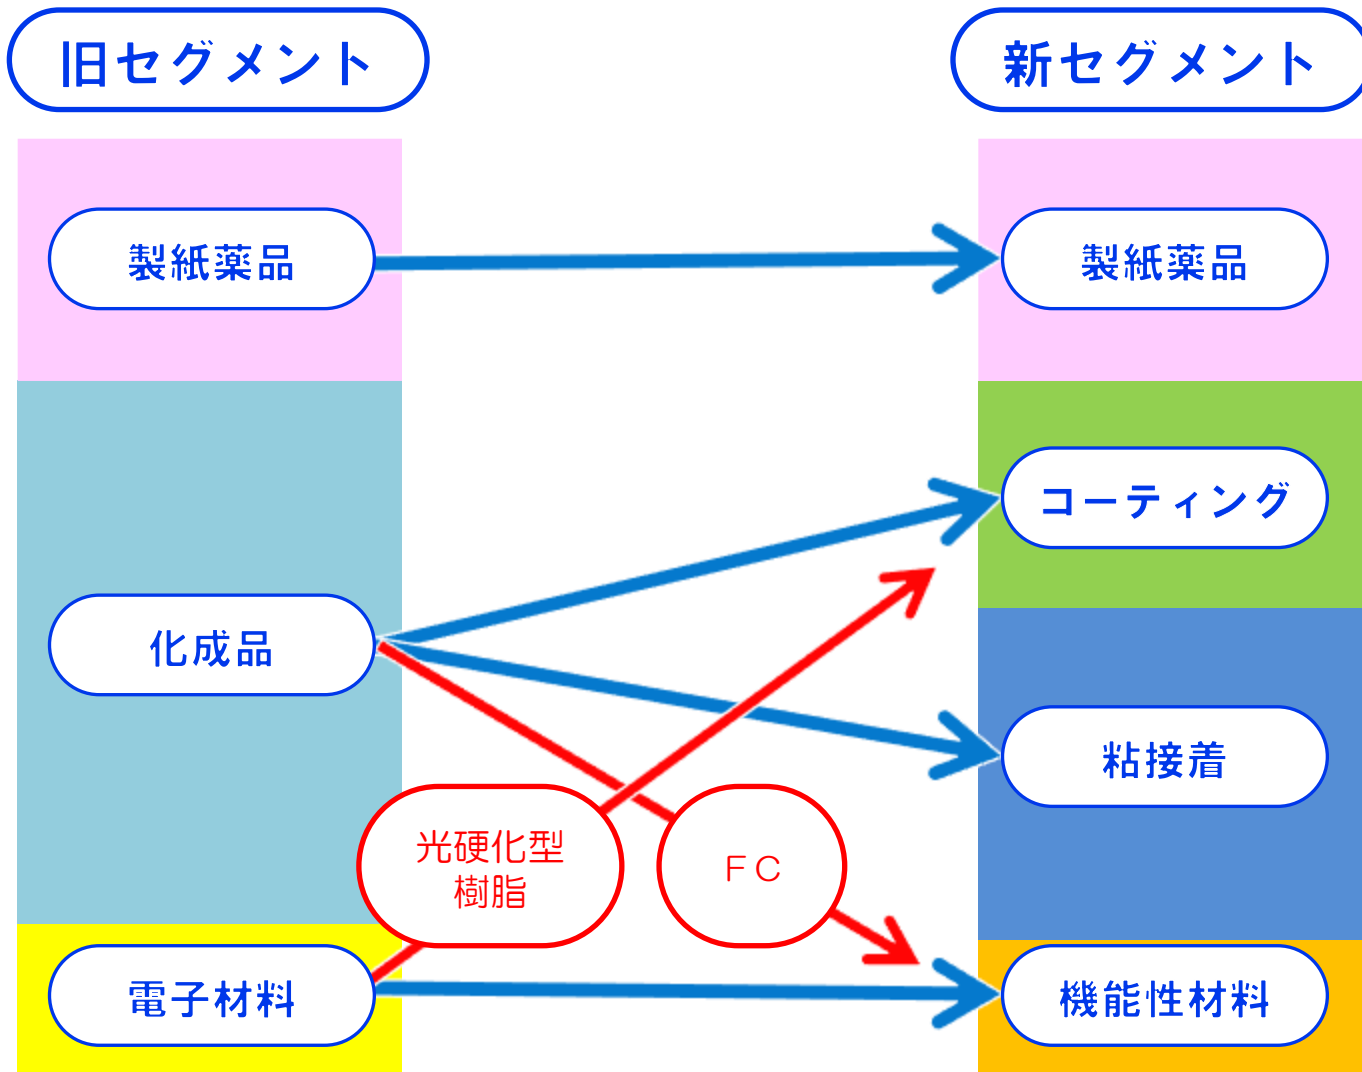 旧セグメント
新セグメント
製紙薬品
製紙薬品
コーティング
化成品
粘接着
光硬化型
樹脂
ＦＣ
電子材料
機能性材料